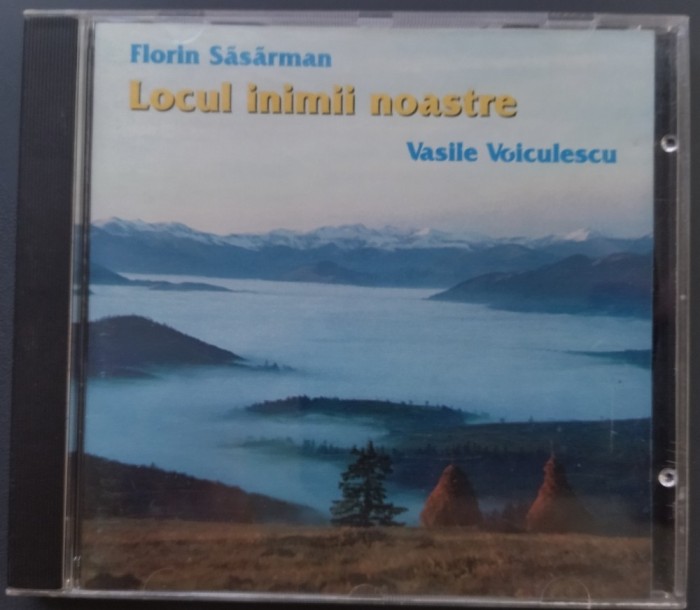 Florin Săsărman
Locul inimii noastre
Vasile Voiculescu